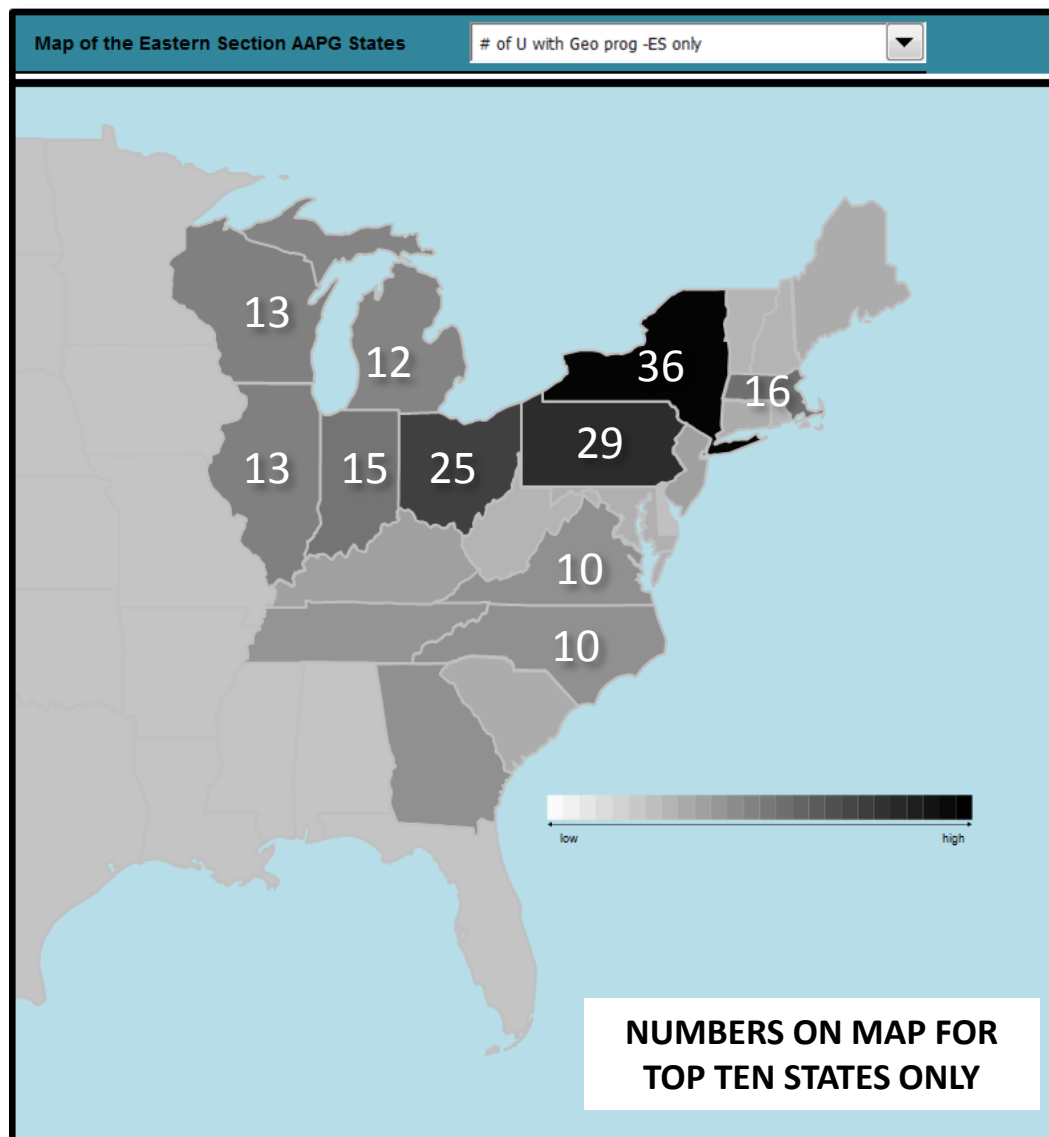 Map of the Eastern Section AAPG States
# of U with Geo prog -ES only
13
12
36
16
13
15
25
29
10
10
low
high
NUMBERS ON MAP FOR
TOP TEN STATES ONLY